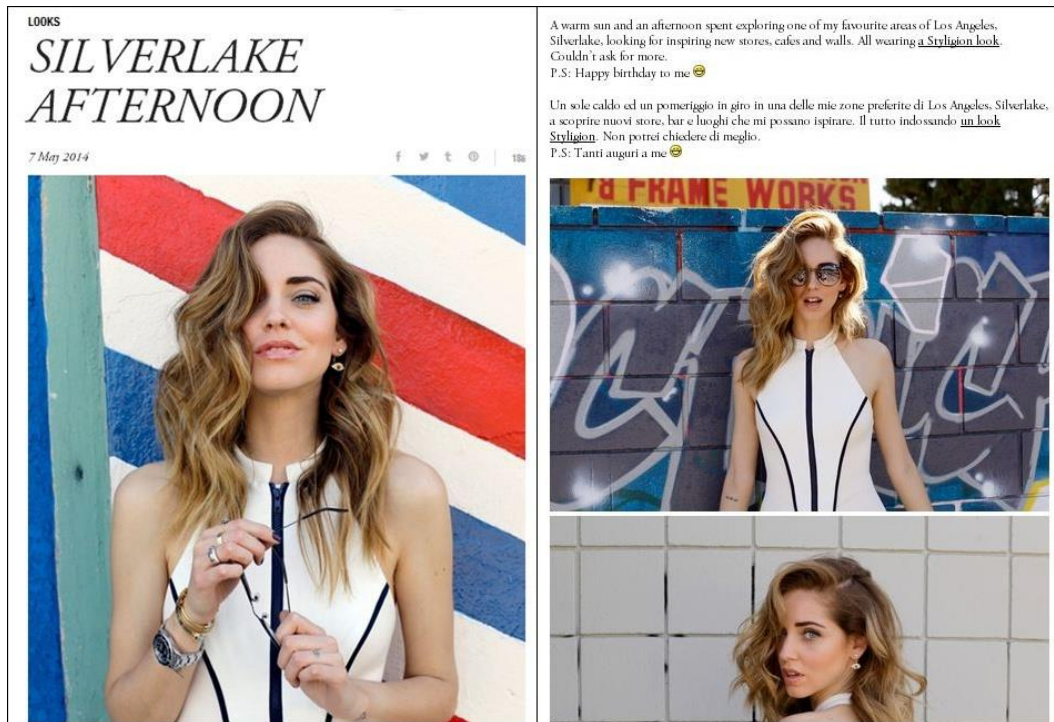 LOOKS
SILVERLAKE
AFTERNOON
7 May 2014
A warm sun and an afternoon spent exploring one of my favourite areas of Los Angeles,
Silverlake, looking for inspiring new stores, cafes and walls. All wearing a Styligion look.
Couldn't ask for more.
P.S: Happy birthday to me
Un sole caldo ed un pomeriggio in giro in una delle mie zone preferite di Los Angeles, Silverlake,
a scoprire nuovi store, bar e luoghi che mi possano ispirare. Il tutto indossando un look
Styligion. Non potrei chiedere di meglio.
P.S: Tanti auguri a me
& FRAME WORKS